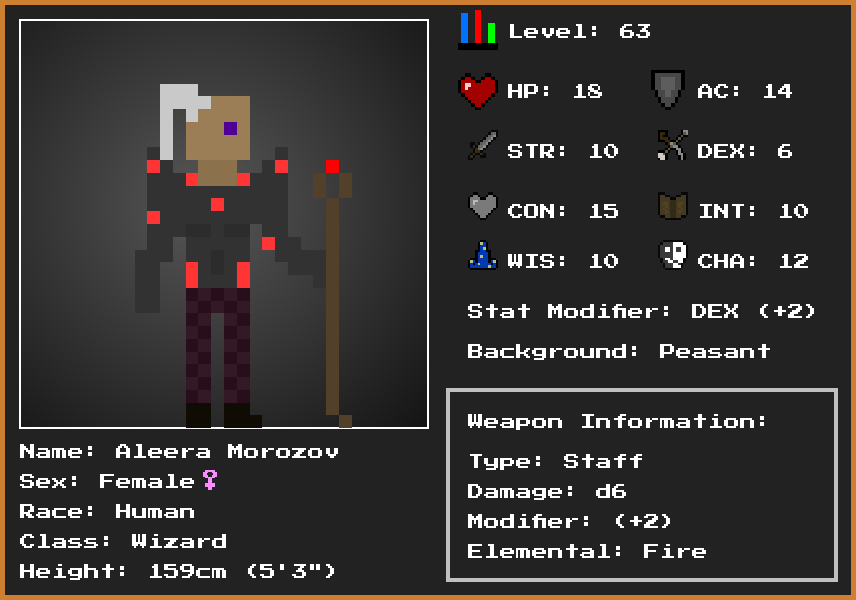 Level: 63
HP: 18
AC: 14
STR: 10
DEX: 6
CON: 15
INT: 10
WIS: 10
CHA: 12
Stat Modifier: DEX (+2)
Background: Peasant
Weapon Information:
Type: Staff
Damage: d6
Modifier: (+2)
Elemental: Fire
Name: Aleera Morozov
Sex: Female♀
Race: Human
Class: Wizard
Height: 159cm (5'3")